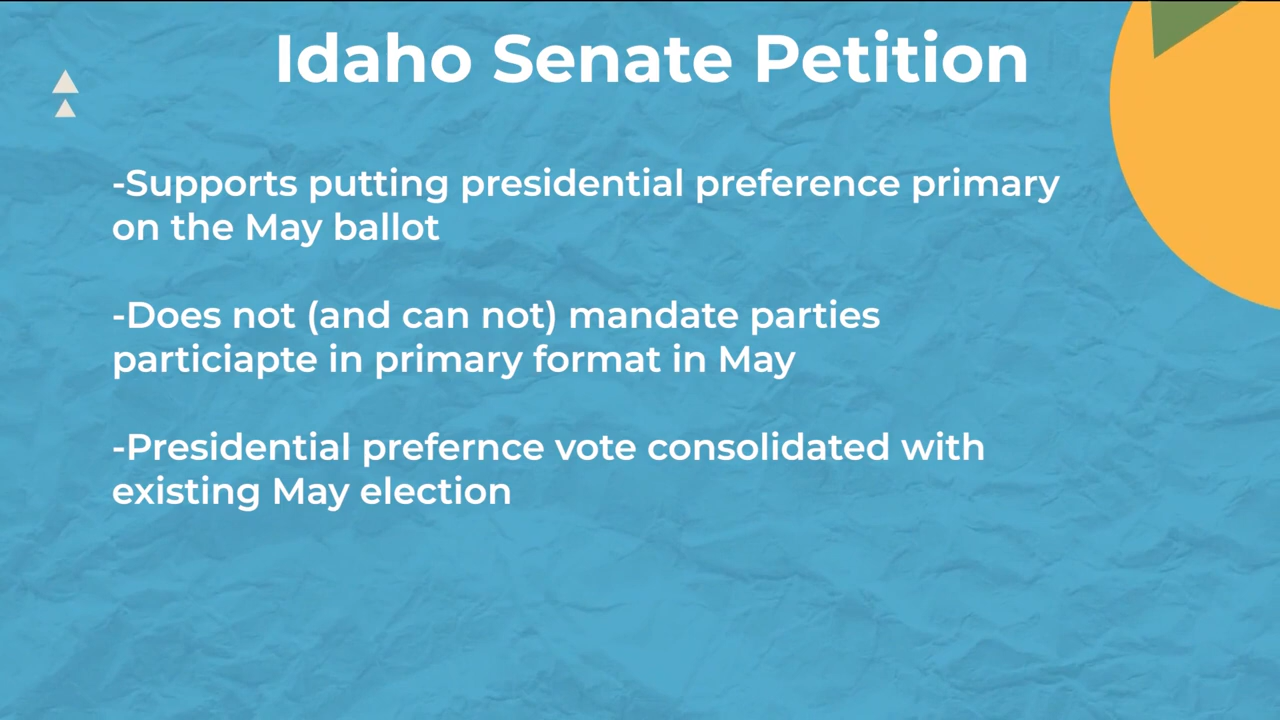 Idaho Senate Petition
-Supports putting presidential preference primary
on the May ballot
-Does not (and can not) mandate parties
particiapte in primary format in May
-Presidential prefernce vote consolidated with
existing May election